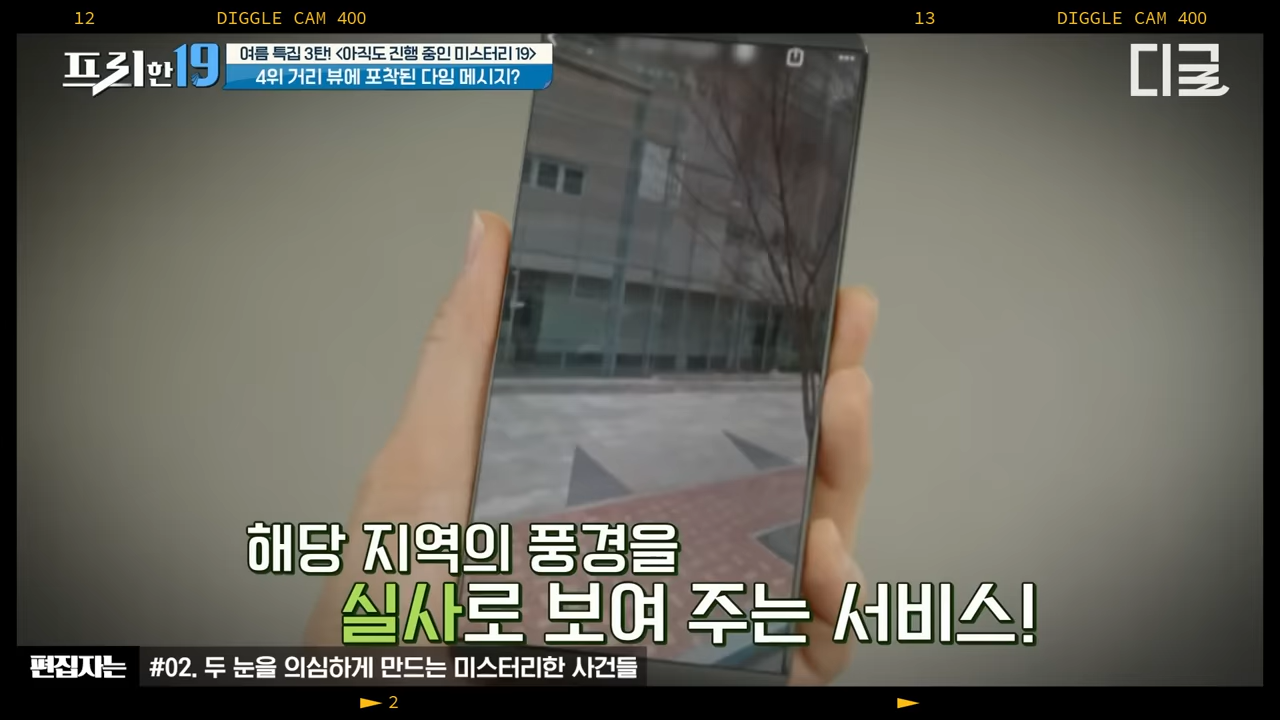 12
DIGGLE CAM 400
13
DIGGLE CAM 400
프리한19
여름 특집 3탄! <아직도 진행 중인 미스터리 19>
4위 거리 뷰에 포착된 다잉 메시지?
디글
해당 지역의 풍경을
실사로 보여 주는 서비스!
편집자는
#02. 두 눈을 의심하게 만드는 미스터리한 사건들
2